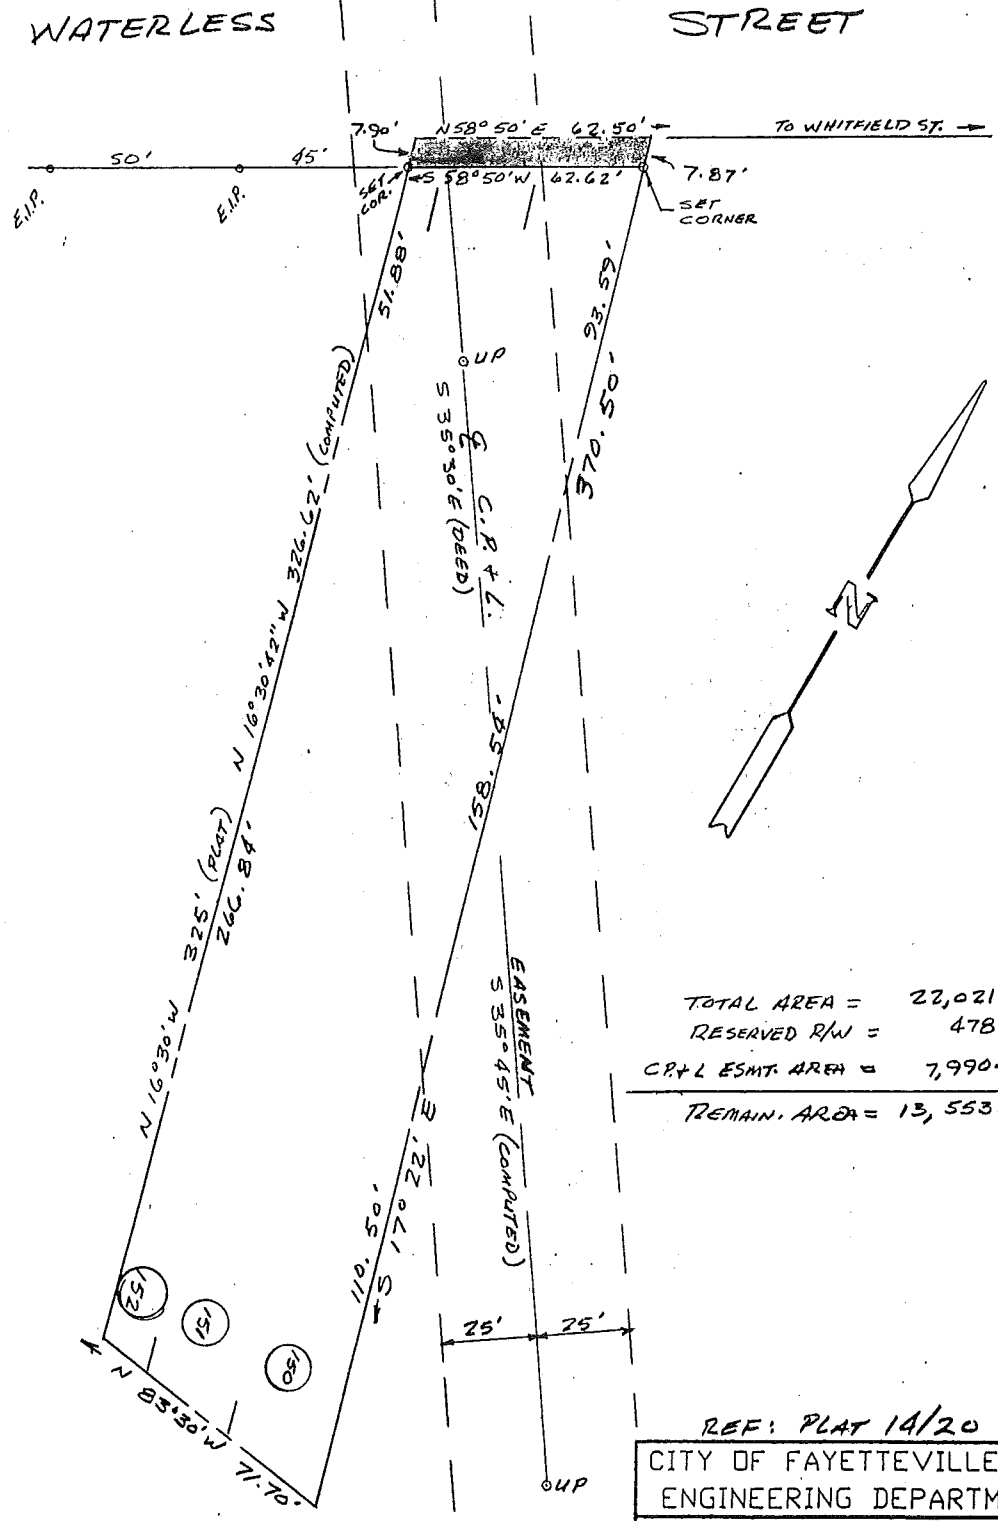 WATERLESS STREET
7.90' N 58° 50' E 62.50' TO WHITFIELD ST.
50' 45'
S 58° 50' W 62.62' 7.87'
E.I.P.
E.I.P.
SET
COR.
SET
CORNER
51.88'
93.59'
UP
370.50'
S 35°30'E (DEED)
℄ C.P. & L.
N 16°30'42" W 326.62' (COMPUTED)
N
158.54'
N 16°30'W 325' (PLAT)
266.84'
EASEMENT
S 35°45'E (COMPUTED)
TOTAL AREA = 22,021
RESERVED R/W = 478
CP&L ESMT. AREA = 7,990.
REMAIN. AREA = 13,553
110.50'
S 17° 22' E
152
151
150
25' 25'
N 83°30'W 71.70'
UP
REF: PLAT 14/20
CITY OF FAYETTEVILLE
ENGINEERING DEPARTM